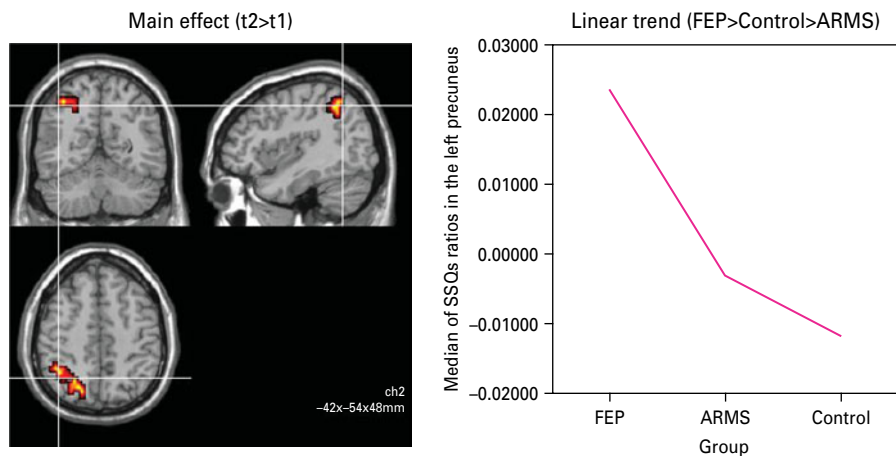 Main effect (t2>t1)
ch2
–42x–54x48mm
Linear trend (FEP>Control>ARMS)
Median of SSQs ratios in the left precuneus
0.03000
0.02000
0.01000
0.00000
–0.01000
–0.02000
FEP
ARMS
Control
Group